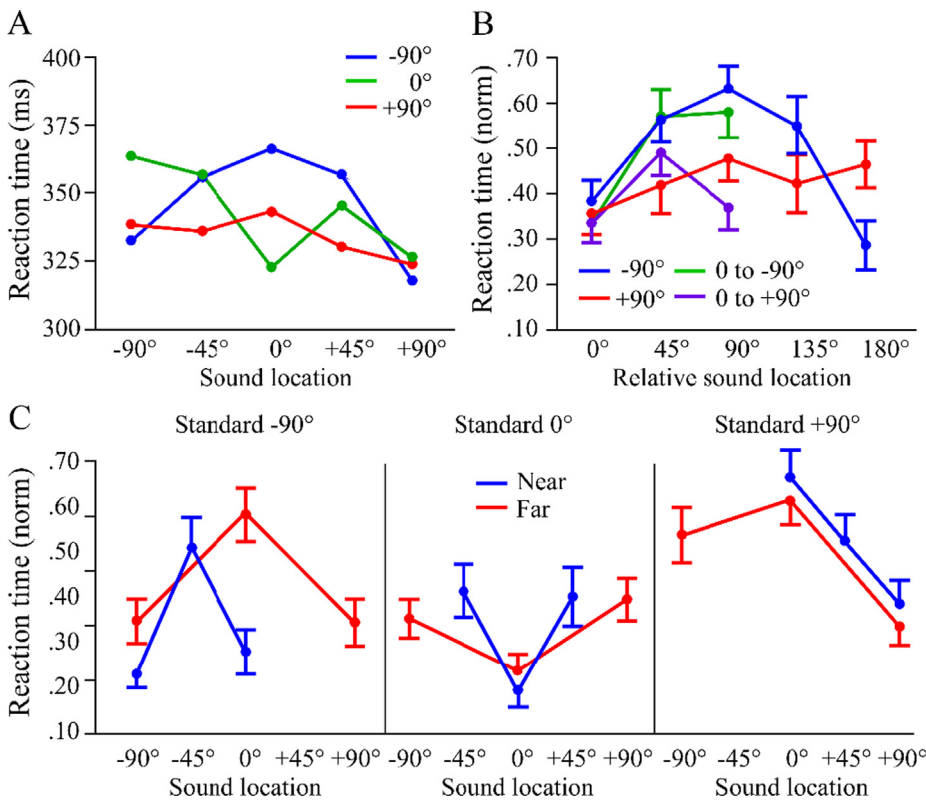 A
Reaction time (ms)
400
375
350
325
300
-90°
0°
+90°
-90° -45° 0° +45° +90°
Sound location
B
Reaction time (norm)
.70
.60
.50
.40
.30
.20
.10
-90°
0 to -90°
+90°
0 to +90°
0° 45° 90° 135° 180°
Relative sound location
C
Standard -90°
Standard 0°
Standard +90°
Reaction time (norm)
.70
.60
.50
.40
.30
.20
.10
Near
Far
-90° -45° 0° +45° +90°
Sound location
-90° -45° 0° +45° +90°
Sound location
-90° -45° 0° +45° +90°
Sound location